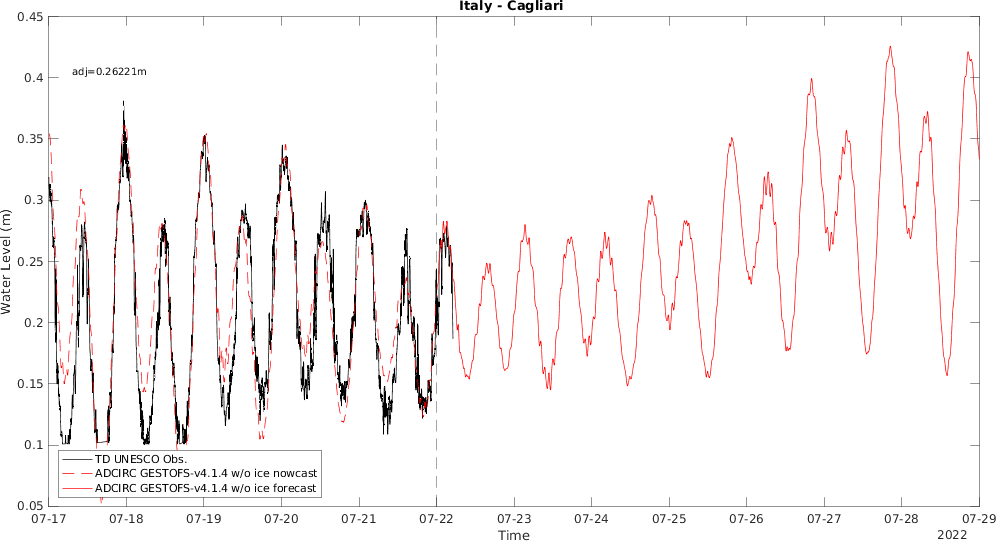 Italy - Cagliari
0.45
0.4
0.35
0.3
0.25
0.2
0.15
0.1
0.05
Water Level (m)
adj=0.26221m
TD UNESCO Obs.
ADCIRC GESTOFS-v4.1.4 w/o ice nowcast
ADCIRC GESTOFS-v4.1.4 w/o ice forecast
07-17 07-18 07-19 07-20 07-21 07-22 07-23 07-24 07-25 07-26 07-27 07-28 07-29
Time
2022